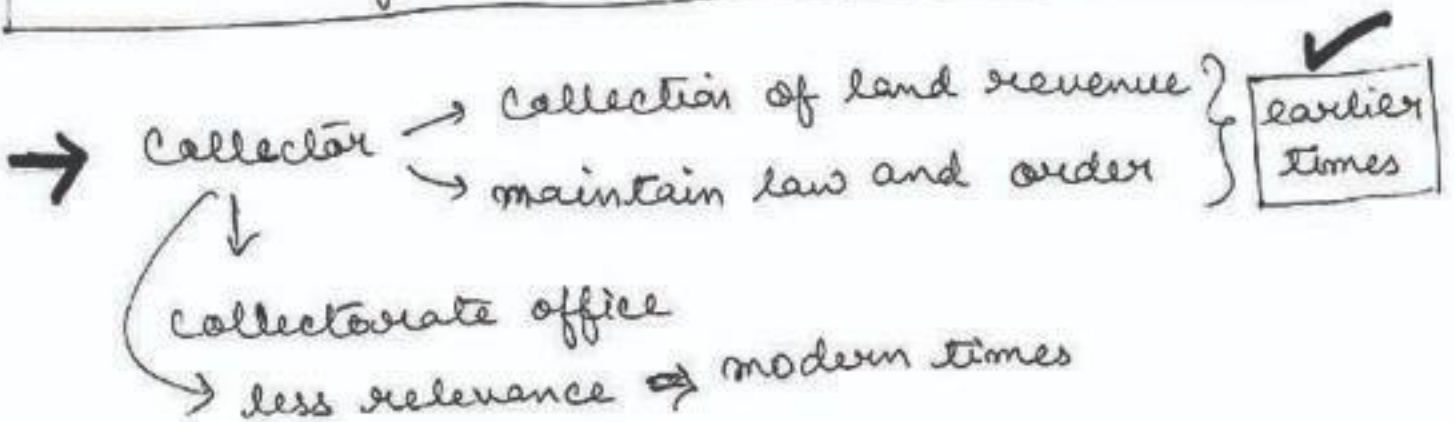 → Collector → collection of land revenue } earlier
→ maintain law and order } times
↓
collectorate office
→ less relevance ⇒ modern times